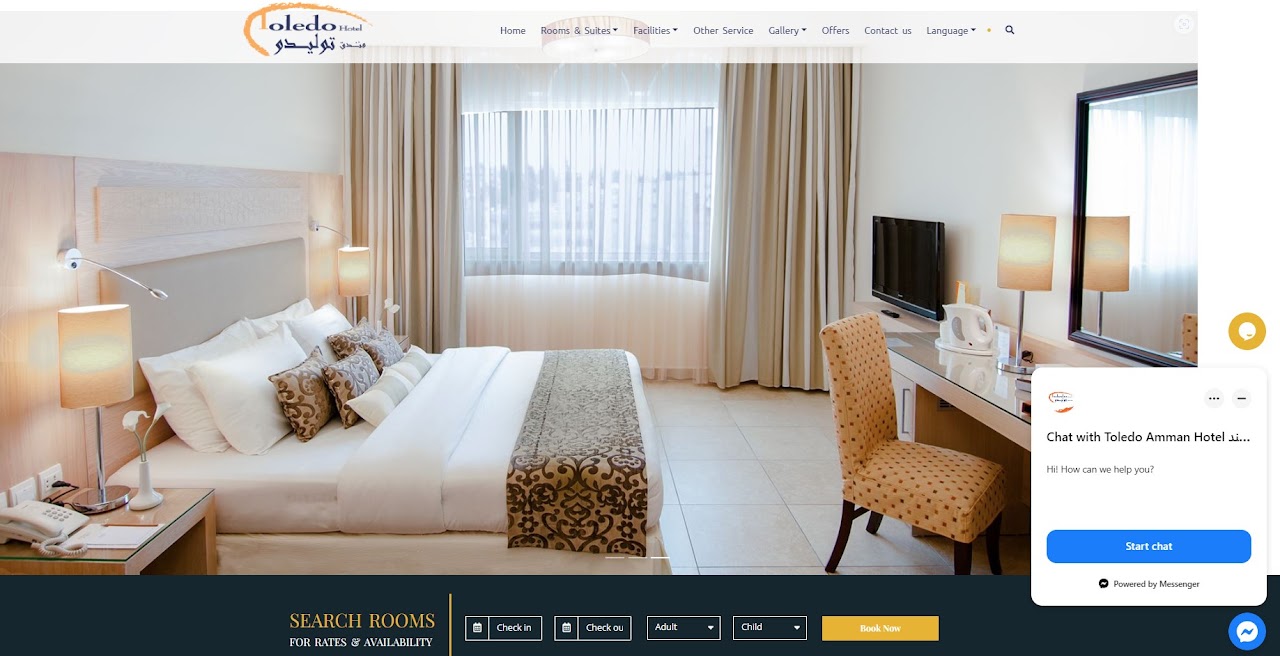 Toledo Hotel
فندق توليدو
Home Rooms & Suites Facilities Other Service Gallery Offers Contact us Language
Chat with Toledo Amman Hotel ند...
Hi! How can we help you?
Start chat
Powered by Messenger
SEARCH ROOMS
FOR RATES & AVAILABILITY
Check in
Check ou
Adult
Child
Book Now